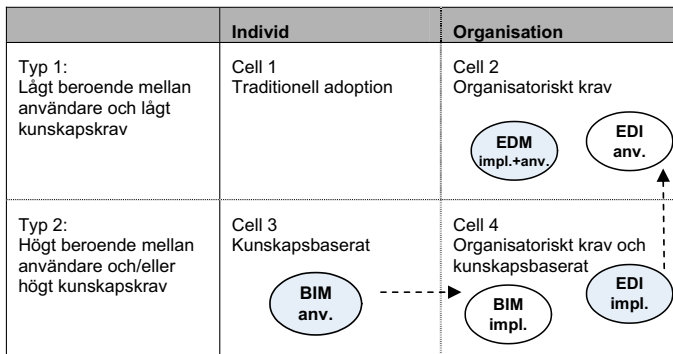 Individ
Organisation
Typ 1:
Lågt beroende mellan
användare och lågt
kunskapskrav
Cell 1
Traditionell adoption
Cell 2
Organisatoriskt krav
EDM
impl.+anv.
EDI
anv.
Typ 2:
Högt beroende mellan
användare och/eller
högt kunskapskrav
Cell 3
Kunskapsbaserat
BIM
anv.
Cell 4
Organisatoriskt krav och
kunskapsbaserat
BIM
impl.
EDI
impl.